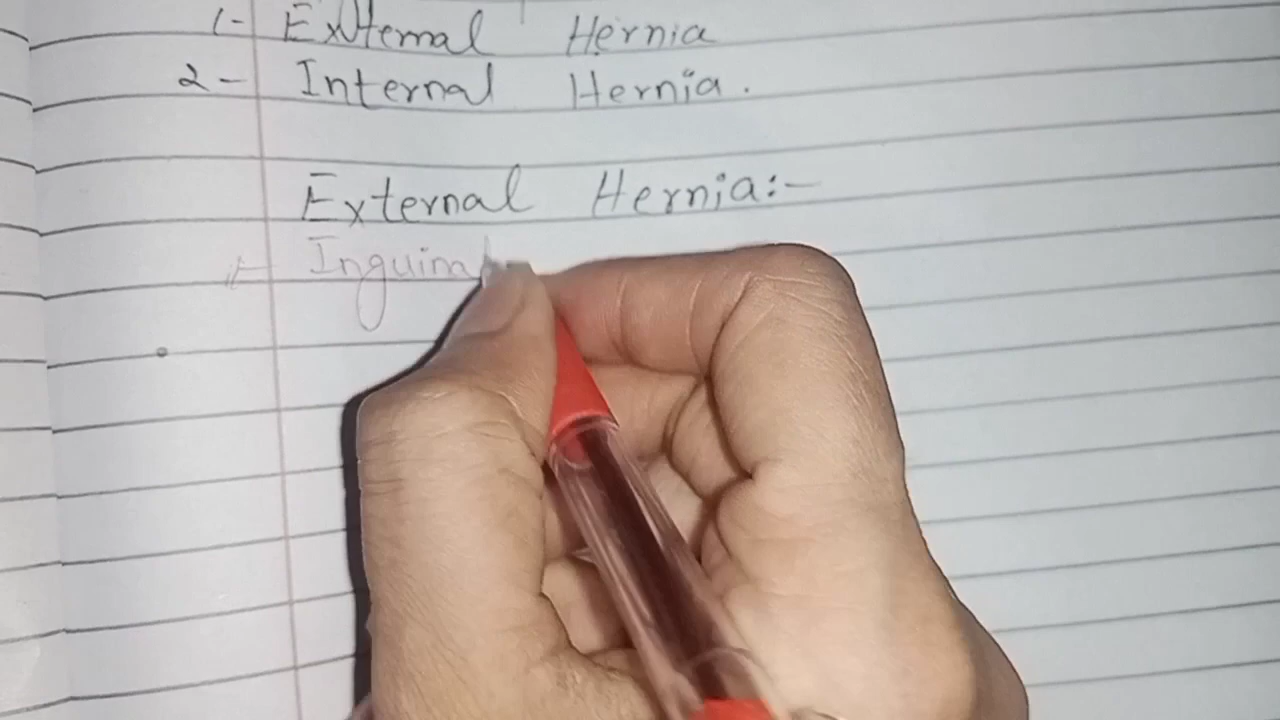 1- External Hernia
2- Internal Hernia.
External Hernia:-
1- Inguinal